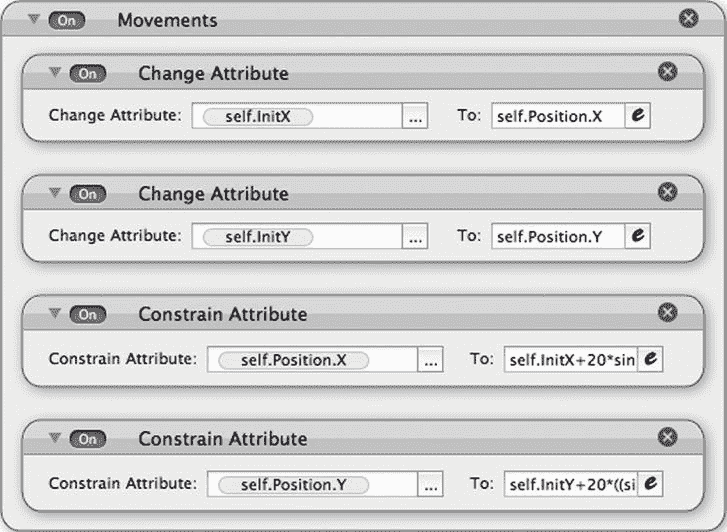 On Movements
On Change Attribute
Change Attribute: self.InitX ... To: self.Position.X e
On Change Attribute
Change Attribute: self.InitY ... To: self.Position.Y e
On Constrain Attribute
Constrain Attribute: self.Position.X ... To: self.InitX+20*sin e
On Constrain Attribute
Constrain Attribute: self.Position.Y ... To: self.InitY+20*((si e